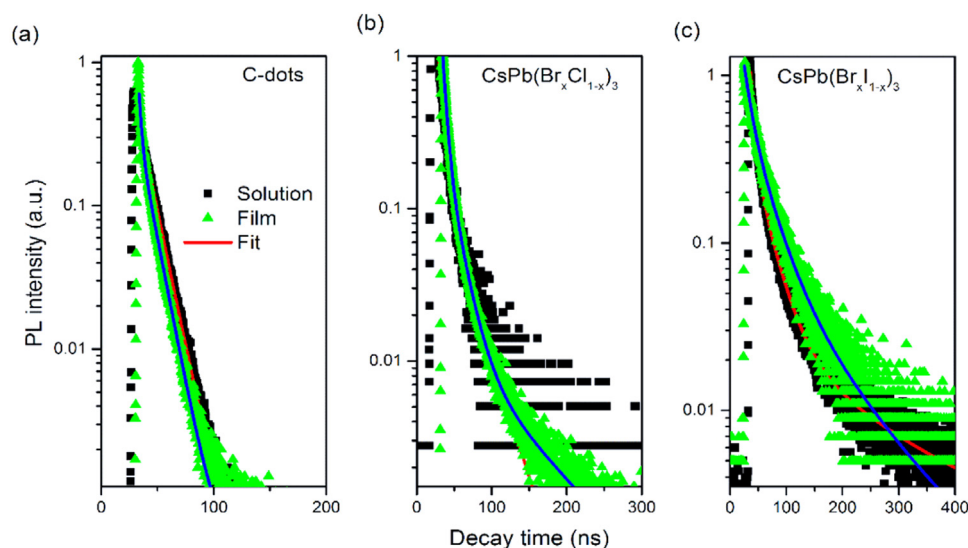 (a)
(b)
(c)
C-dots
CsPb(BrₓCl₁₋ₓ)₃
CsPb(BrₓI₁₋ₓ)₃
Solution
Film
Fit
PL intensity (a.u.)
1
0.1
0.01
0 100 200
1
0.1
0.01
0 100 200 300
1
0.1
0.01
0 100 200 300 400
Decay time (ns)